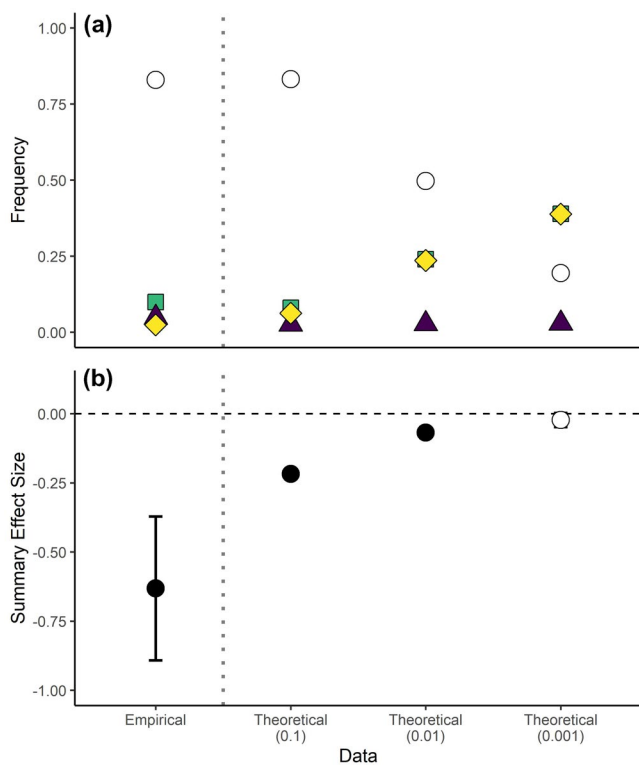 (a)
1.00
0.75
0.50
0.25
0.00
Frequency
(b)
0.00
-0.25
-0.50
-0.75
-1.00
Summary Effect Size
Empirical
Theoretical
(0.1)
Theoretical
(0.01)
Theoretical
(0.001)
Data